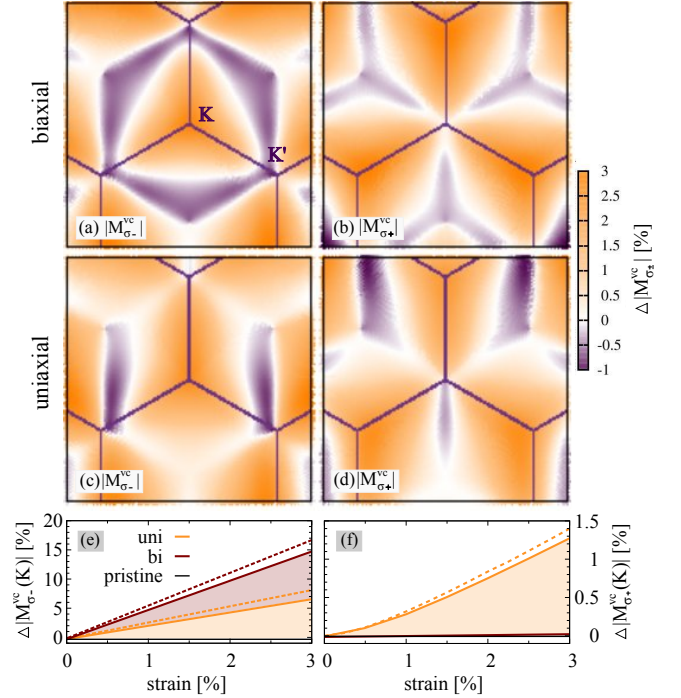 biaxial
K
K'
(a) |M^vc_σ-|
(b) |M^vc_σ+|
3
2.5
2
1.5
1
0.5
0
-0.5
-1
Δ|M^vc_σ±| [%]
uniaxial
(c) |M^vc_σ-|
(d) |M^vc_σ+|
(e)
uni
bi
pristine
20
15
10
5
0
Δ|M^vc_σ-(K)| [%]
0 1 2 3
strain [%]
(f)
1.5
1
0.5
0
Δ|M^vc_σ+(K)| [%]
0 1 2 3
strain [%]